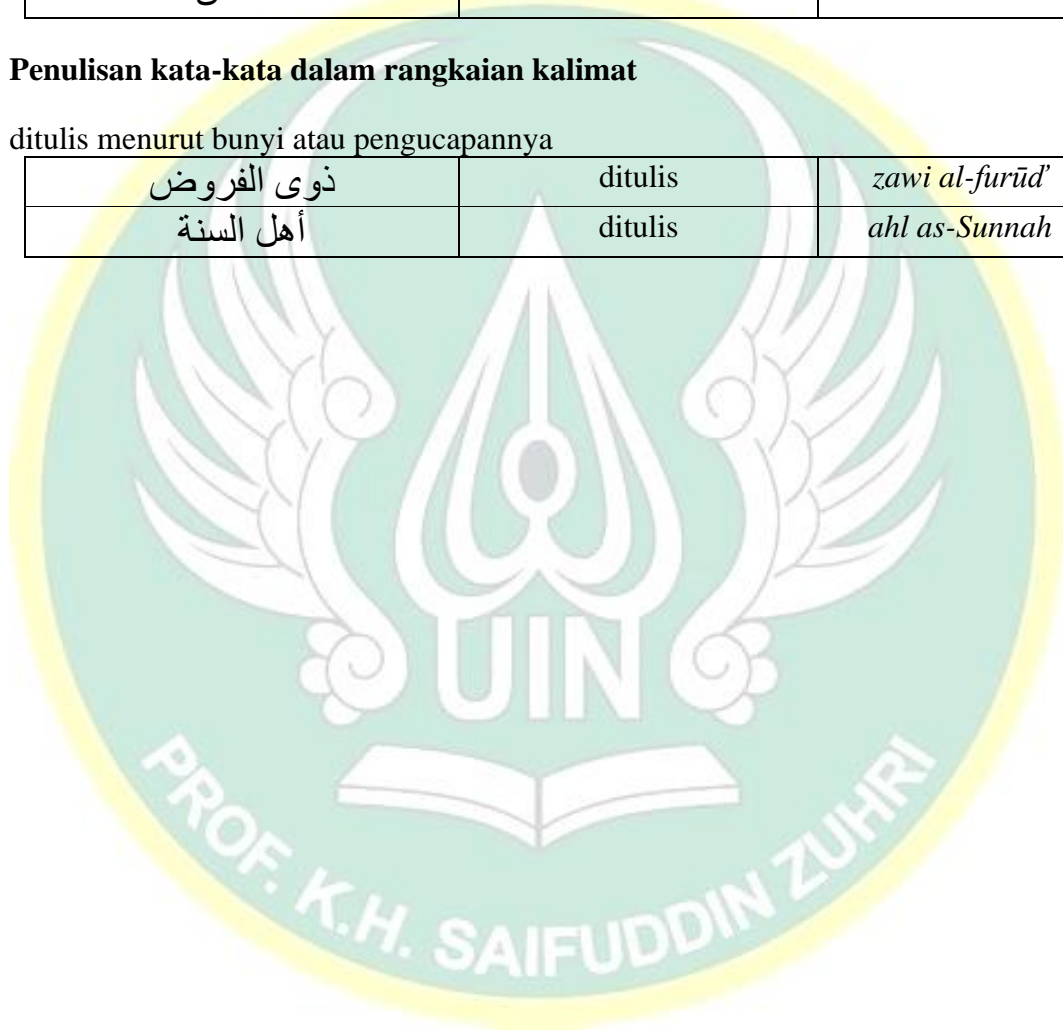 Penulisan kata-kata dalam rangkaian kalimat
ditulis menurut bunyi atau pengucapannya
ذوى الفروض ditulis zawi al-furūd'
أهل السنة ditulis ahl as-Sunnah
UIN
PROF. K.H. SAIFUDDIN ZUHRI